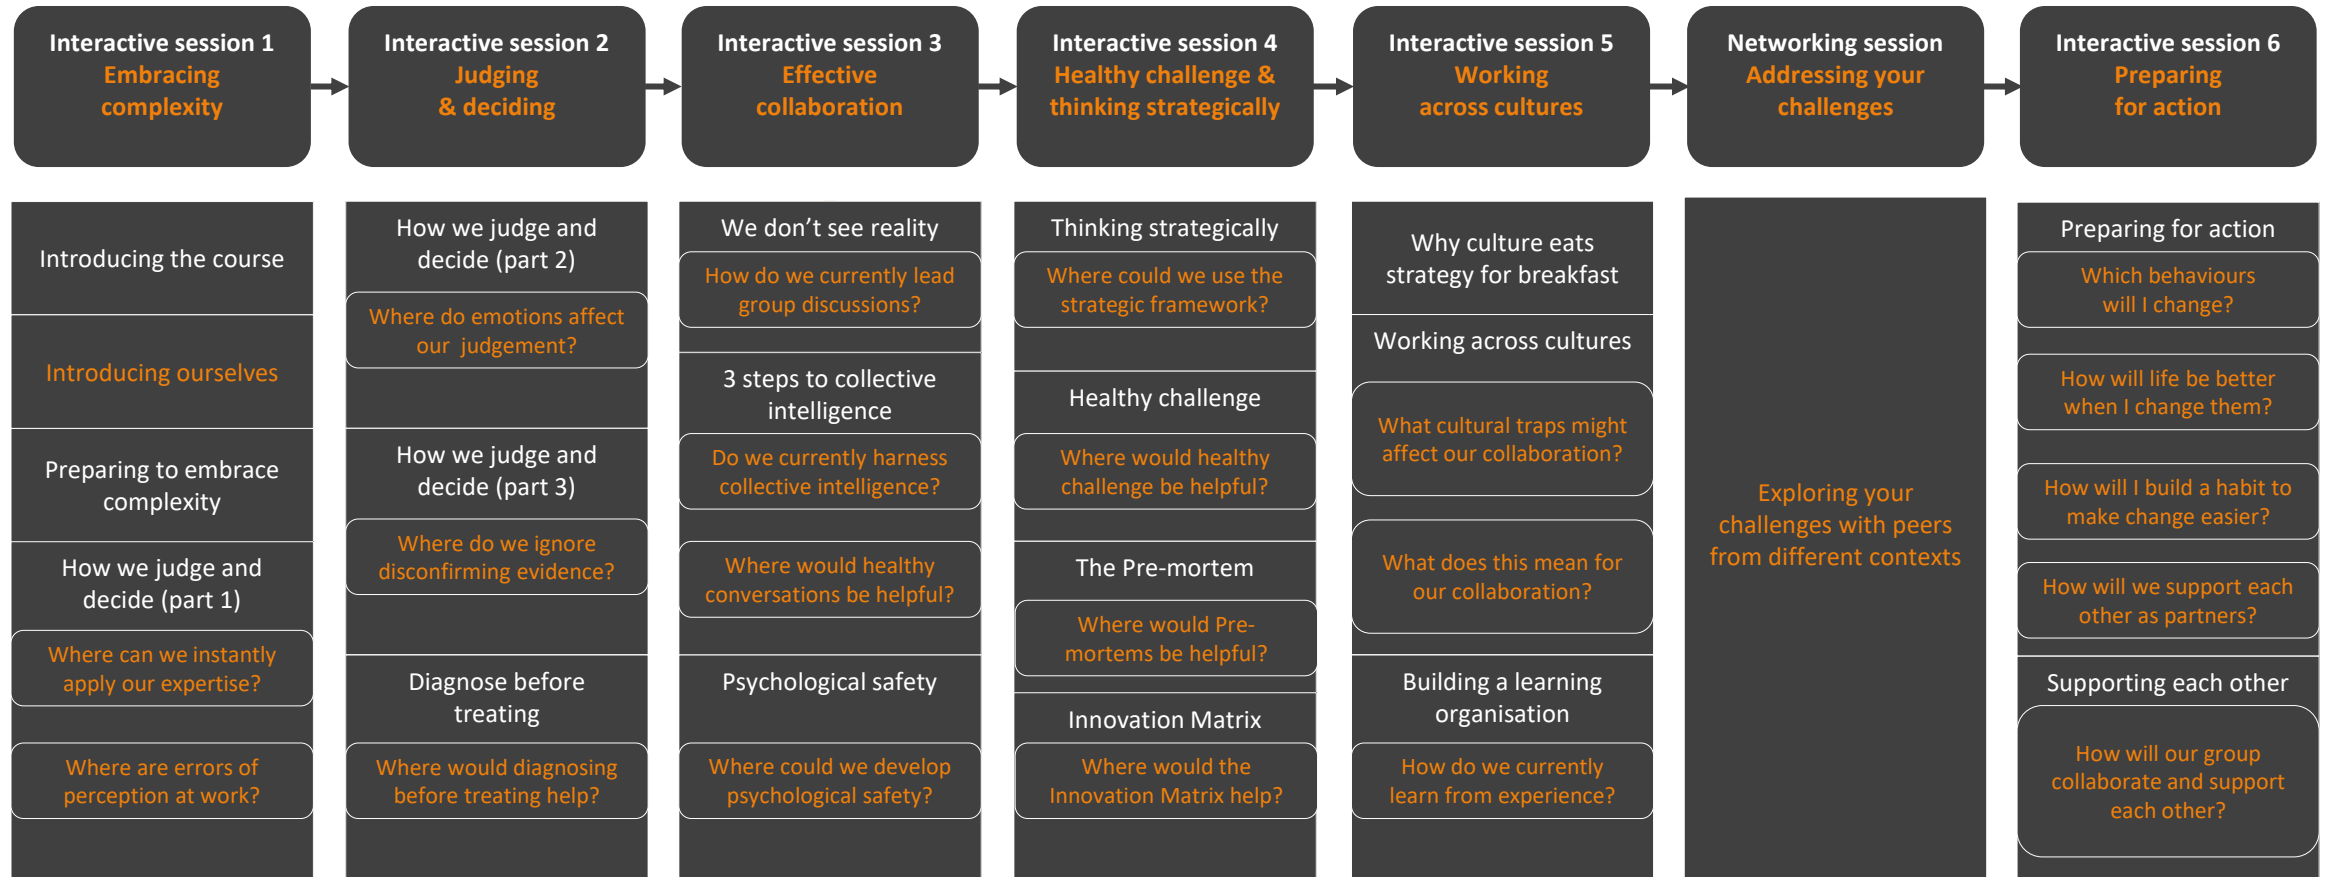 Interactive session 1
Embracing
complexity
Interactive session 2
Judging
& deciding
Interactive session 3
Effective
collaboration
Interactive session 4
Healthy challenge &
thinking strategically
Interactive session 5
Working
across cultures
Networking session
Addressing your
challenges
Interactive session 6
Preparing
for action
Introducing the course
Introducing ourselves
Preparing to embrace
complexity
How we judge and
decide (part 1)
Where can we instantly
apply our expertise?
Where are errors of
perception at work?
How we judge and
decide (part 2)
Where do emotions affect
our judgement?
How we judge and
decide (part 3)
Where do we ignore
disconfirming evidence?
Diagnose before
treating
Where would diagnosing
before treating help?
We don’t see reality
How do we currently lead
group discussions?
3 steps to collective
intelligence
Do we currently harness
collective intelligence?
Where would healthy
conversations be helpful?
Psychological safety
Where could we develop
psychological safety?
Thinking strategically
Where could we use the
strategic framework?
Healthy challenge
Where would healthy
challenge be helpful?
The Pre-mortem
Where would Pre-
mortems be helpful?
Innovation Matrix
Where would the
Innovation Matrix help?
Why culture eats
strategy for breakfast
Working across cultures
What cultural traps might
affect our collaboration?
What does this mean for
our collaboration?
Building a learning
organisation
How do we currently
learn from experience?
Exploring your
challenges with peers
from different contexts
Preparing for action
Which behaviours
will I change?
How will life be better
when I change them?
How will I build a habit to
make change easier?
How will we support each
other as partners?
Supporting each other
How will our group
collaborate and support
each other?